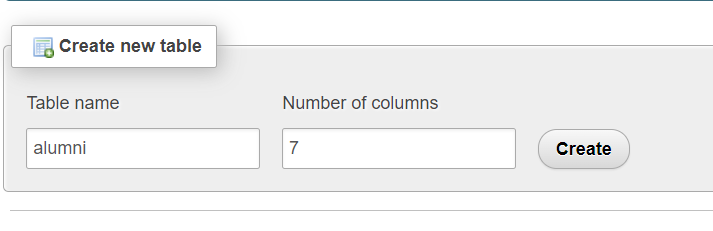 Create new table
Table name Number of columns
alumni 7 Create